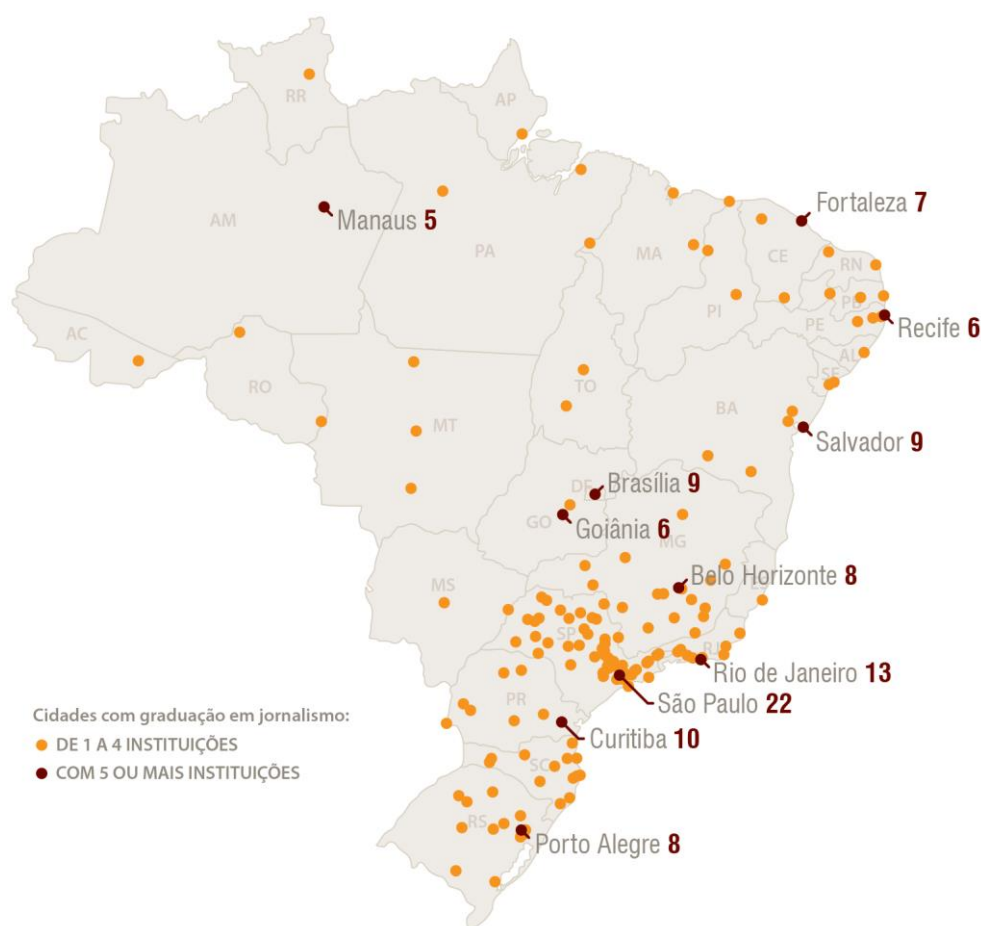 RR
AP
AM
Manaus 5
PA
MA
Fortaleza 7
CE
RN
PB
PI
PE
Recife 6
AC
AL
SE
RO
TO
MT
BA
Salvador 9
DF
Brasília 9
GO
Goiânia 6
MG
MS
Belo Horizonte 8
ES
SP
RJ
Rio de Janeiro 13
São Paulo 22
PR
Curitiba 10
Cidades com graduação em jornalismo:
DE 1 A 4 INSTITUIÇÕES
COM 5 OU MAIS INSTITUIÇÕES
SC
RS
Porto Alegre 8